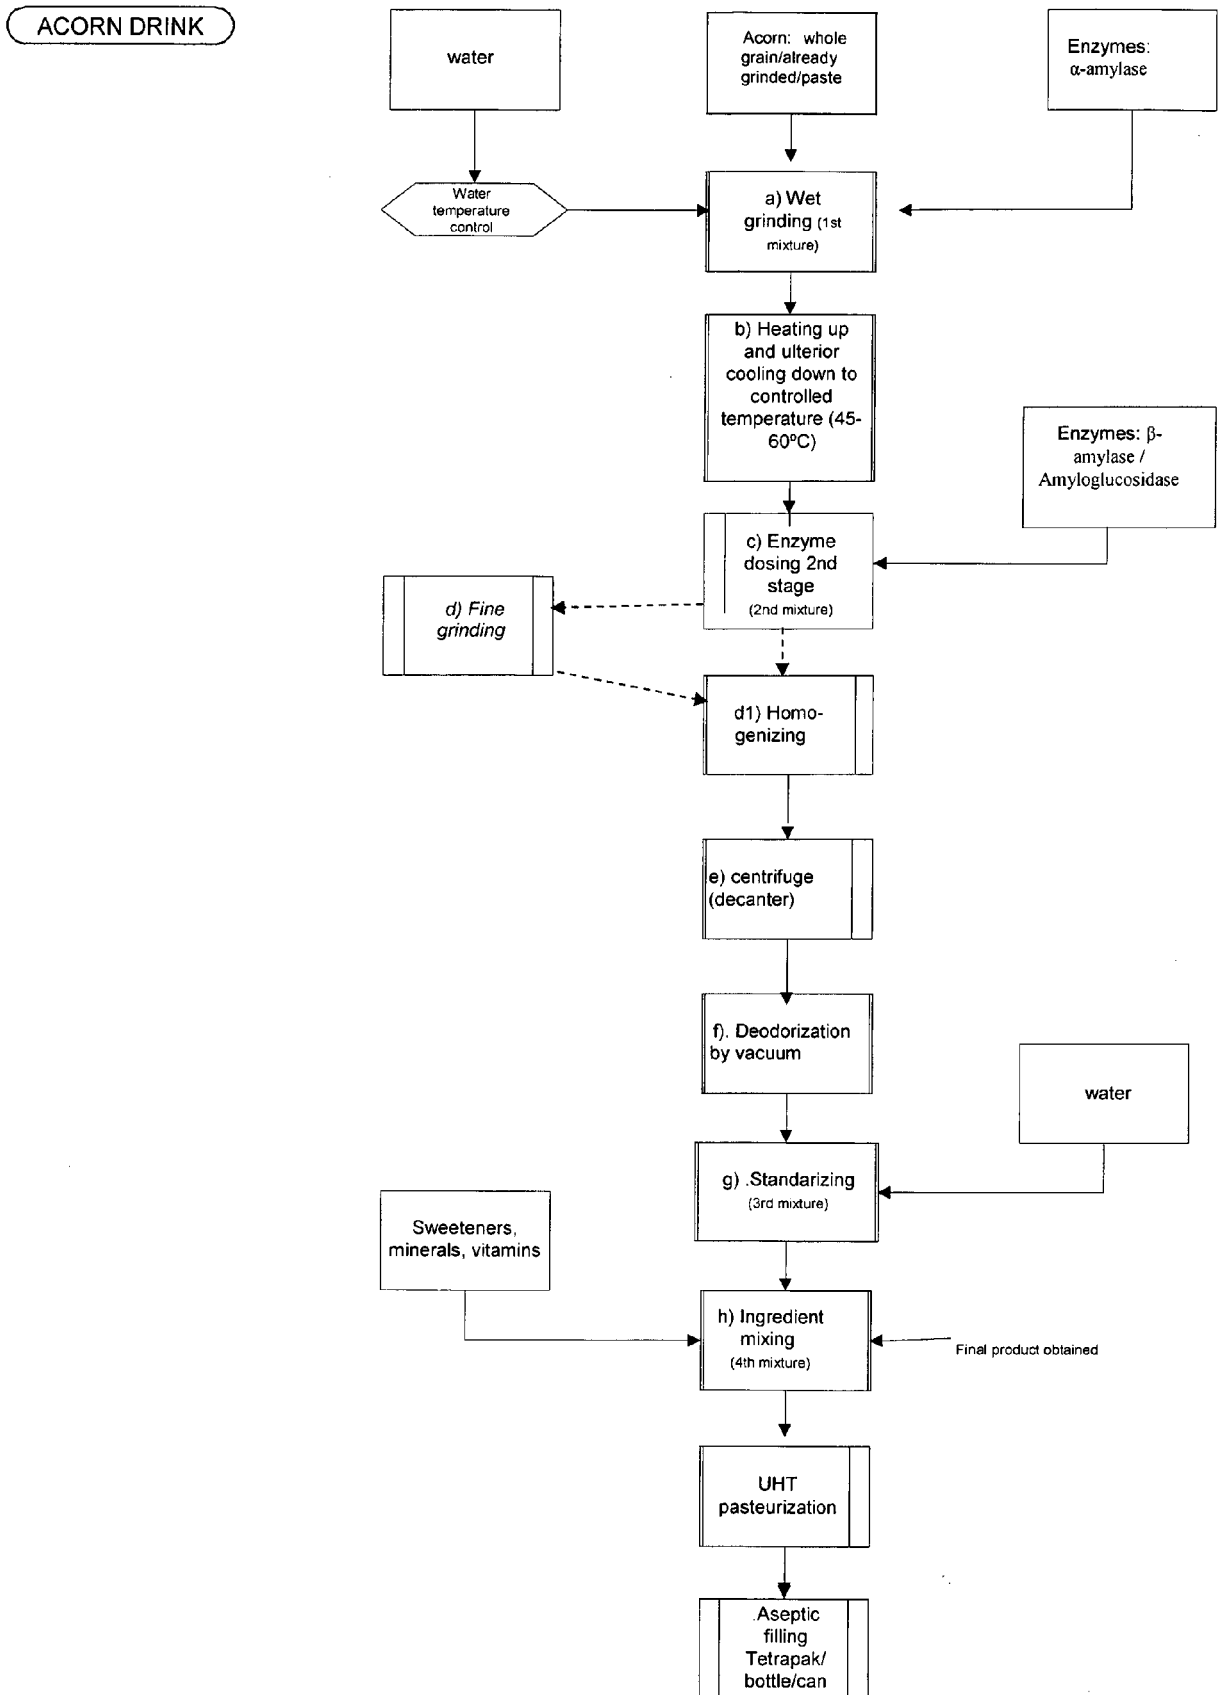 ACORN DRINK
water
Acorn: whole
grain/already
grinded/paste
Enzymes:
α-amylase
Water
temperature
control
a) Wet
grinding (1st
mixture)
b) Heating up
and ulterior
cooling down to
controlled
temperature (45-
60ºC)
Enzymes: β-
amylase /
Amyloglucosidase
c) Enzyme
dosing 2nd
stage
(2nd mixture)
d) Fine
grinding
d1) Homo-
genizing
e) centrifuge
(decanter)
f). Deodorization
by vacuum
water
g) .Standarizing
(3rd mixture)
Sweeteners,
minerals, vitamins
h) Ingredient
mixing
(4th mixture)
Final product obtained
UHT
pasteurization
.Aseptic
filling
Tetrapak/
bottle/can